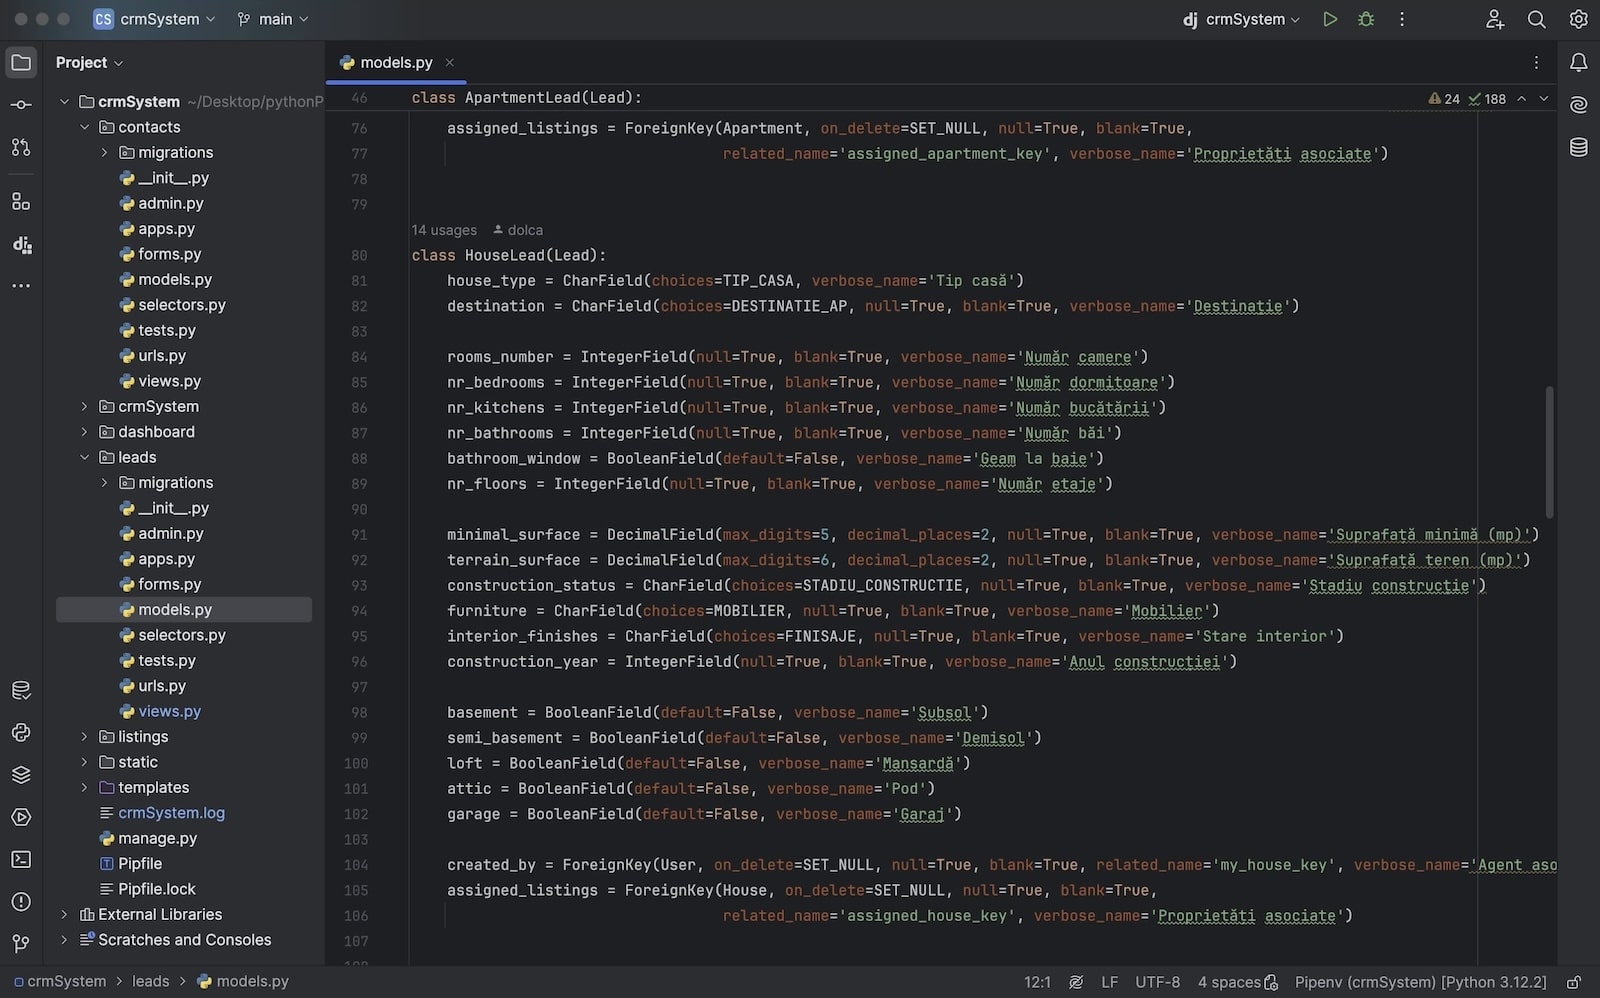 CS crmSystem main dj crmSystem
Project
models.py
crmSystem ~/Desktop/pythonP
contacts
migrations
__init__.py
admin.py
apps.py
forms.py
models.py
selectors.py
tests.py
urls.py
views.py
crmSystem
dashboard
leads
migrations
__init__.py
admin.py
apps.py
forms.py
models.py
selectors.py
tests.py
urls.py
views.py
listings
static
templates
crmSystem.log
manage.py
Pipfile
Pipfile.lock
External Libraries
Scratches and Consoles
46 class ApartmentLead(Lead): 24 188
76 assigned_listings = ForeignKey(Apartment, on_delete=SET_NULL, null=True, blank=True,
77 related_name='assigned_apartment_key', verbose_name='Proprietăți asociate')
78
79
14 usages dolca
80 class HouseLead(Lead):
81 house_type = CharField(choices=TIP_CASA, verbose_name='Tip casă')
82 destination = CharField(choices=DESTINATIE_AP, null=True, blank=True, verbose_name='Destinație')
83
84 rooms_number = IntegerField(null=True, blank=True, verbose_name='Număr camere')
85 nr_bedrooms = IntegerField(null=True, blank=True, verbose_name='Număr dormitoare')
86 nr_kitchens = IntegerField(null=True, blank=True, verbose_name='Număr bucătării')
87 nr_bathrooms = IntegerField(null=True, blank=True, verbose_name='Număr băi')
88 bathroom_window = BooleanField(default=False, verbose_name='Geam la baie')
89 nr_floors = IntegerField(null=True, blank=True, verbose_name='Număr etaje')
90
91 minimal_surface = DecimalField(max_digits=5, decimal_places=2, null=True, blank=True, verbose_name='Suprafață minimă (mp)')
92 terrain_surface = DecimalField(max_digits=6, decimal_places=2, null=True, blank=True, verbose_name='Suprafață teren (mp)')
93 construction_status = CharField(choices=STADIU_CONSTRUCTIE, null=True, blank=True, verbose_name='Stadiu construcție')
94 furniture = CharField(choices=MOBILIER, null=True, blank=True, verbose_name='Mobilier')
95 interior_finishes = CharField(choices=FINISAJE, null=True, blank=True, verbose_name='Stare interior')
96 construction_year = IntegerField(null=True, blank=True, verbose_name='Anul construcției')
97
98 basement = BooleanField(default=False, verbose_name='Subsol')
99 semi_basement = BooleanField(default=False, verbose_name='Demisol')
100 loft = BooleanField(default=False, verbose_name='Mansardă')
101 attic = BooleanField(default=False, verbose_name='Pod')
102 garage = BooleanField(default=False, verbose_name='Garaj')
103
104 created_by = ForeignKey(User, on_delete=SET_NULL, null=True, blank=True, related_name='my_house_key', verbose_name='Agent aso
105 assigned_listings = ForeignKey(House, on_delete=SET_NULL, null=True, blank=True,
106 related_name='assigned_house_key', verbose_name='Proprietăți asociate')
107
crmSystem > leads > models.py 12:1 LF UTF-8 4 spaces Pipenv (crmSystem) [Python 3.12.2]